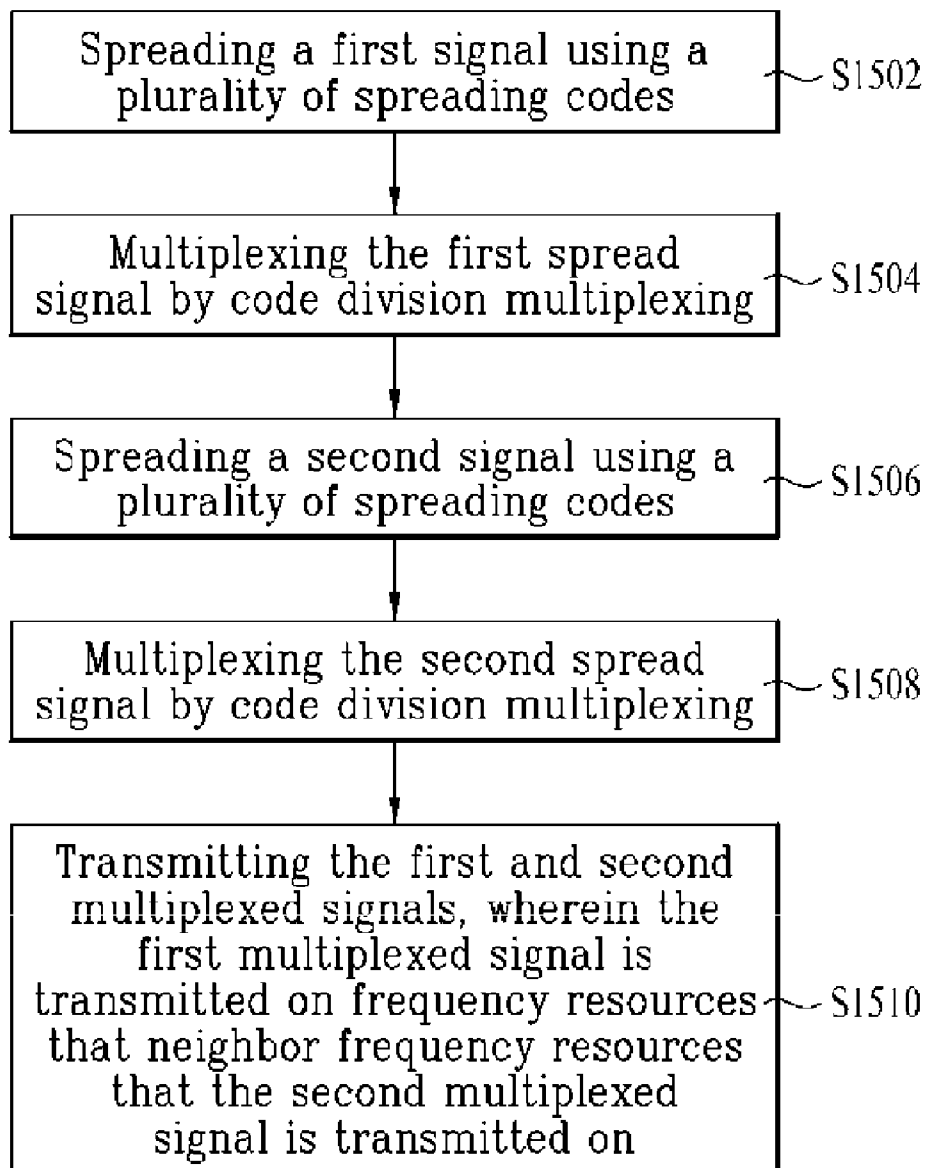 Spreading a first signal using a
plurality of spreading codes
S1502
Multiplexing the first spread
signal by code division multiplexing
S1504
Spreading a second signal using a
plurality of spreading codes
S1506
Multiplexing the second spread
signal by code division multiplexing
S1508
Transmitting the first and second
multiplexed signals, wherein the
first multiplexed signal is
transmitted on frequency resources
that neighbor frequency resources
that the second multiplexed
signal is transmitted on
S1510